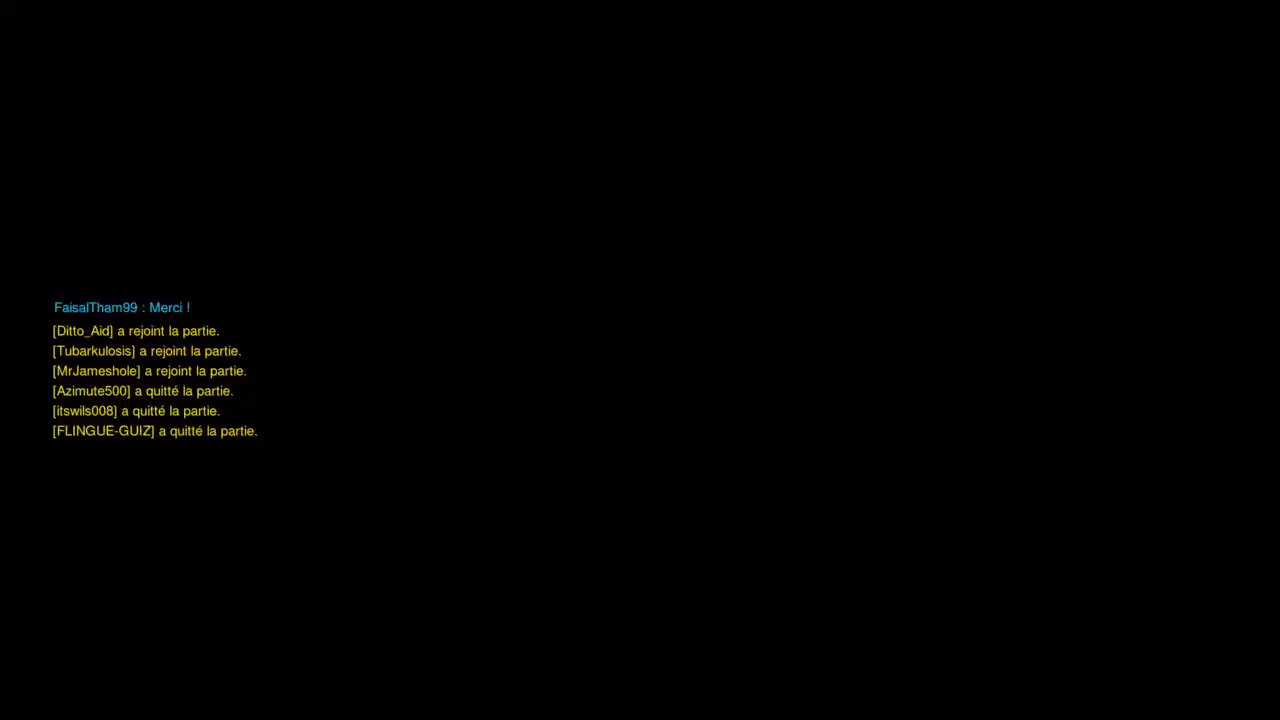 FaisalTham99 : Merci !
[Ditto_Aid] a rejoint la partie.
[Tubarkulosis] a rejoint la partie.
[MrJameshole] a rejoint la partie.
[Azimute500] a quitté la partie.
[itswils008] a quitté la partie.
[FLINGUE-GUIZ] a quitté la partie.